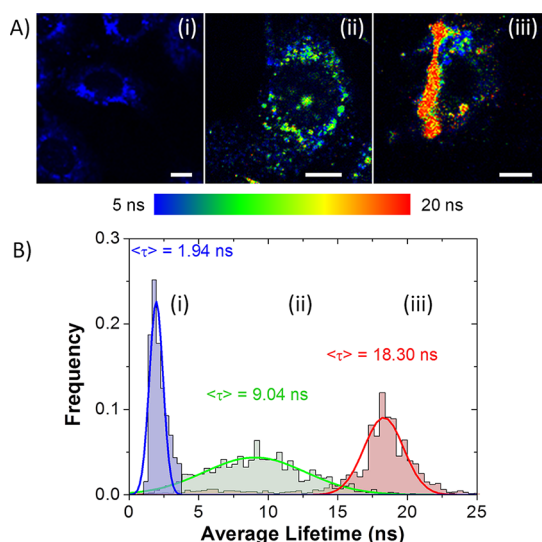 A)
(i)
(ii)
(iii)
5 ns
20 ns
B)
0.3
0.2
0.1
0.0
Frequency
<τ> = 1.94 ns
(i)
(ii)
(iii)
<τ> = 18.30 ns
<τ> = 9.04 ns
0
5
10
15
20
25
Average Lifetime (ns)